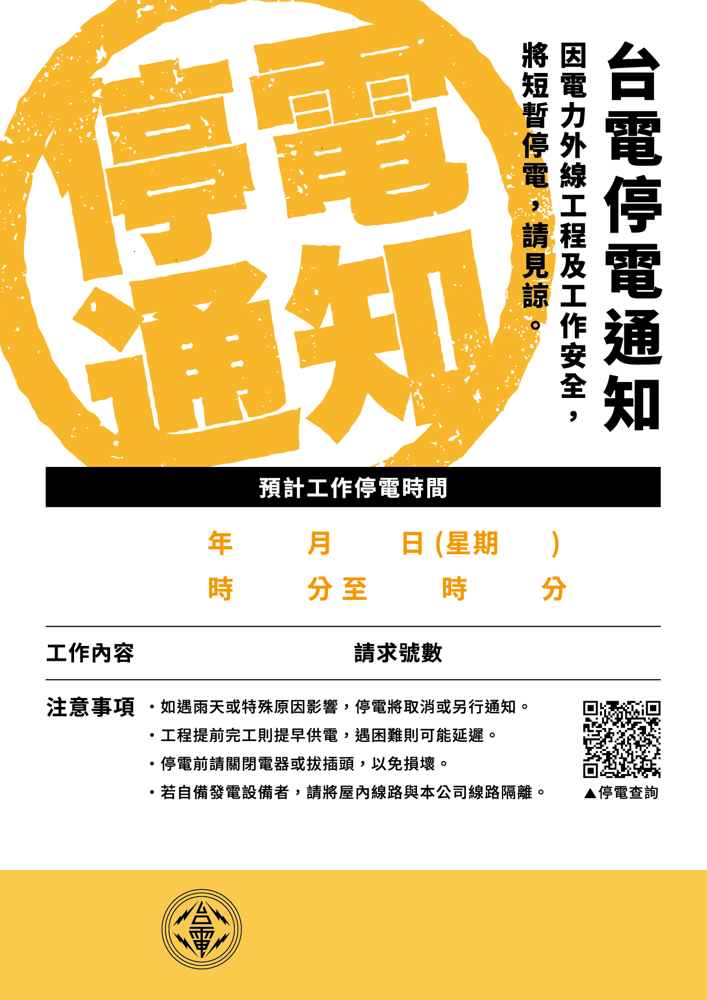 台電停電通知
因電力外線工程及工作安全，
將短暫停電，請見諒。
停電
通知
預計工作停電時間
年 月 日 (星期 )
時 分 至 時 分
工作內容 請求號數
注意事項
・如遇雨天或特殊原因影響，停電將取消或另行通知。
・工程提前完工則提早供電，遇困難則可能延遲。
・停電前請關閉電器或拔插頭，以免損壞。
・若自備發電設備者，請將屋內線路與本公司線路隔離。
▲停電查詢
台電